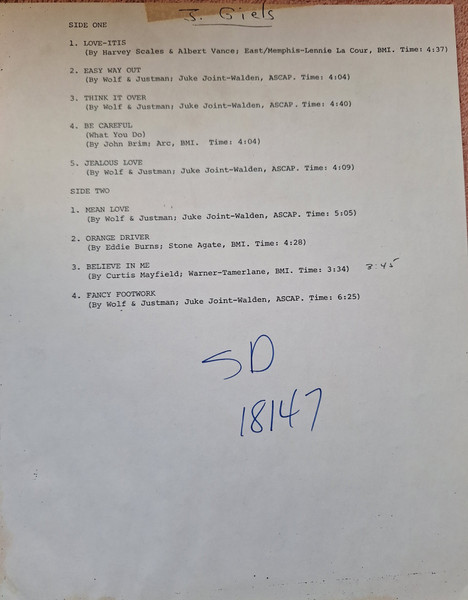 J. Giels
SIDE ONE
1. LOVE-ITIS
(By Harvey Scales & Albert Vance; East/Memphis-Lennie La Cour, BMI. Time: 4:37)
2. EASY WAY OUT
(By Wolf & Justman; Juke Joint-Walden, ASCAP. Time: 4:04)
3. THINK IT OVER
(By Wolf & Justman; Juke Joint-Walden, ASCAP. Time: 4:40)
4. BE CAREFUL
(What You Do)
(By John Brim; Arc, BMI. Time: 4:04)
5. JEALOUS LOVE
(By Wolf & Justman; Juke Joint-Walden, ASCAP. Time: 4:09)
SIDE TWO
1. MEAN LOVE
(By Wolf & Justman; Juke Joint-Walden, ASCAP. Time: 5:05)
2. ORANGE DRIVER
(By Eddie Burns; Stone Agate, BMI. Time: 4:28)
3. BELIEVE IN ME
(By Curtis Mayfield; Warner-Tamerlane, BMI. Time: 3:34) 3:45
4. FANCY FOOTWORK
(By Wolf & Justman; Juke Joint-Walden, ASCAP. Time: 6:25)
SD
18147